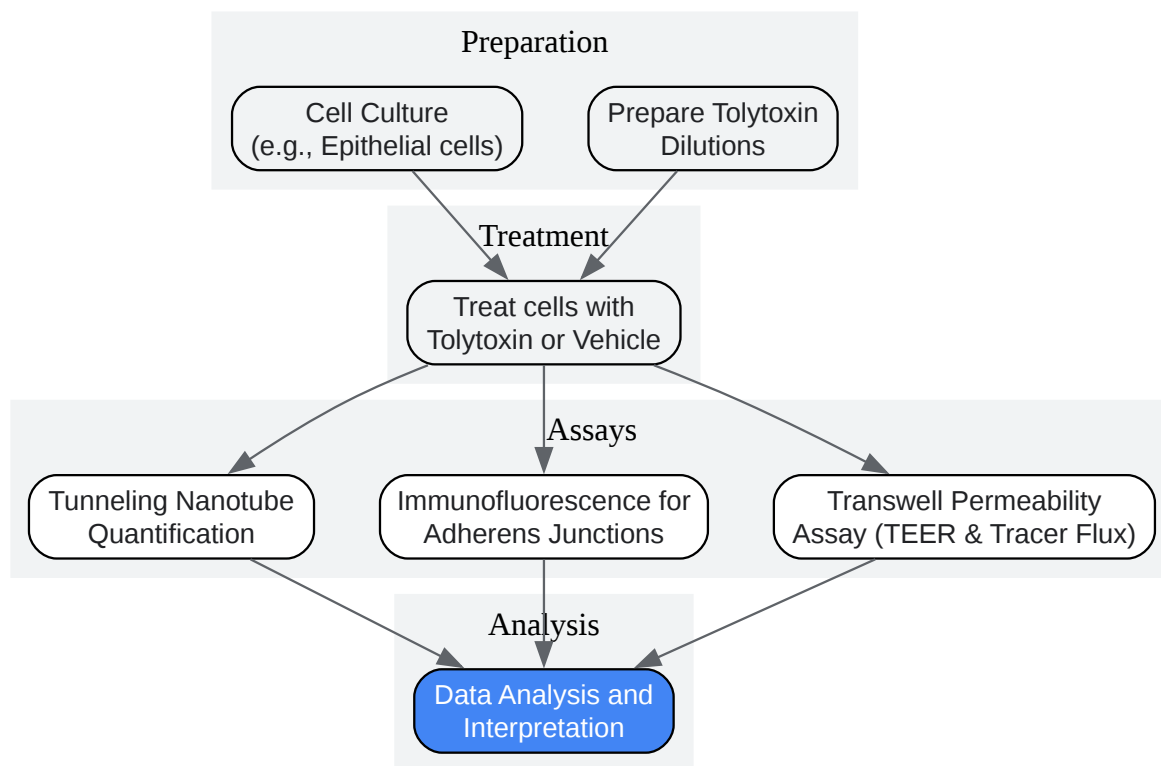 Preparation
Cell Culture
(e.g., Epithelial cells)
Prepare Tolytoxin
Dilutions
Treatment
Treat cells with
Tolytoxin or Vehicle
Assays
Tunneling Nanotube
Quantification
Immunofluorescence for
Adherens Junctions
Transwell Permeability
Assay (TEER & Tracer Flux)
Analysis
Data Analysis and
Interpretation